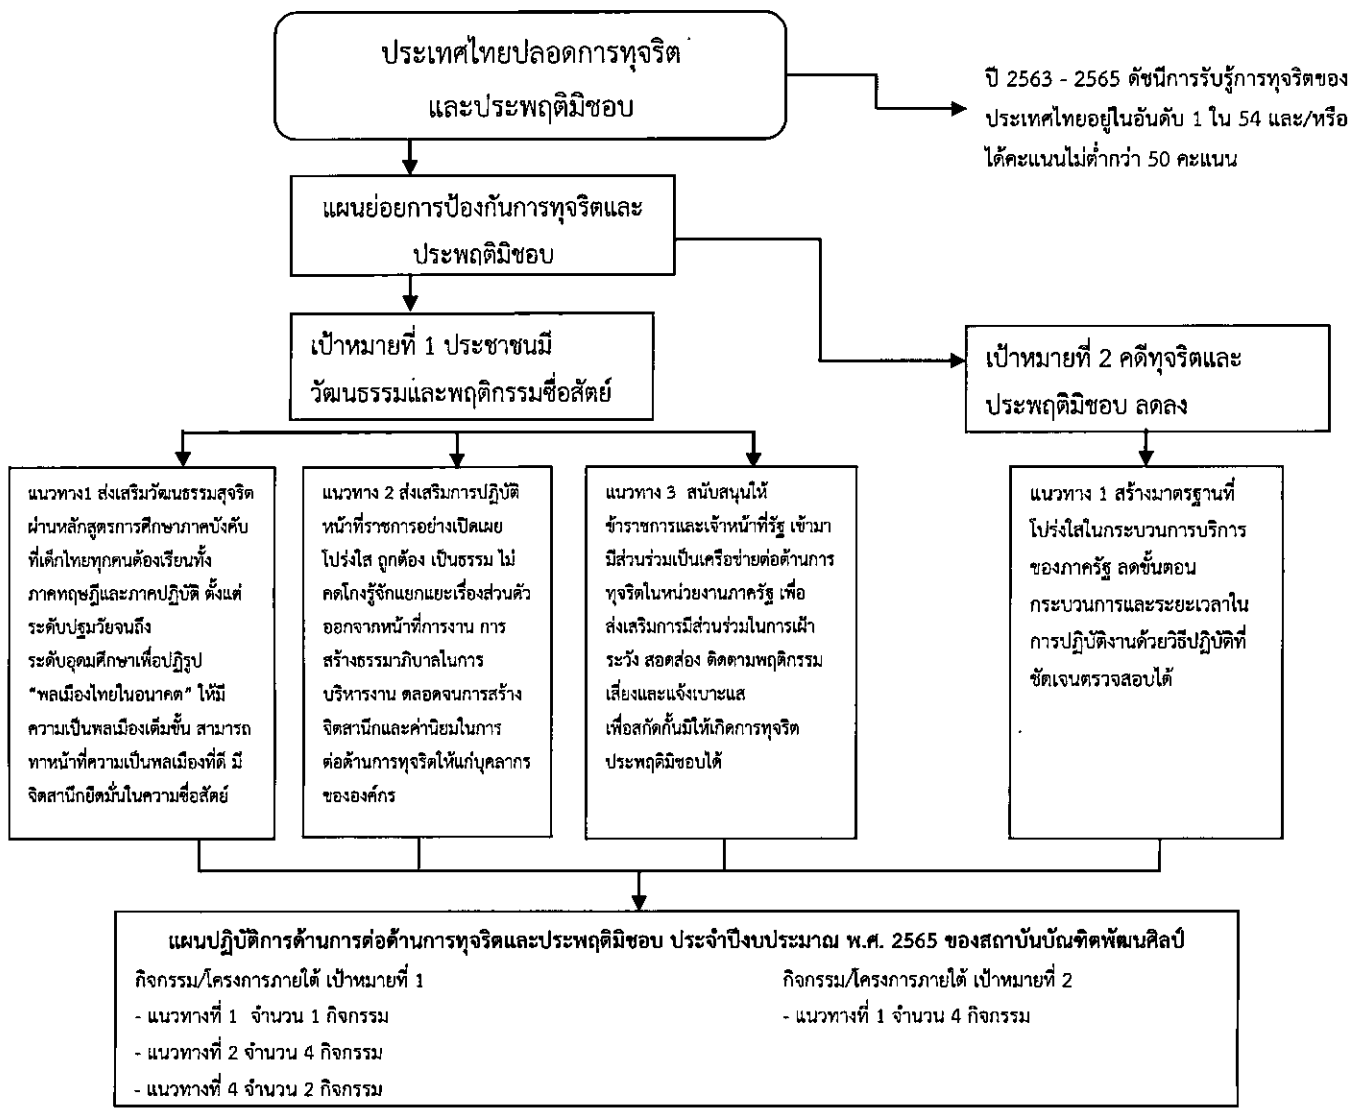 ประเทศไทยปลอดการทุจริต
และประพฤติมิชอบ
ปี 2563 - 2565 ดัชนีการรับรู้การทุจริตของ
ประเทศไทยอยู่ในอันดับ 1 ใน 54 และ/หรือ
ได้คะแนนไม่ต่ำกว่า 50 คะแนน
แผนย่อยการป้องกันการทุจริตและ
ประพฤติมิชอบ
เป้าหมายที่ 1 ประชาชนมี
วัฒนธรรมและพฤติกรรมซื่อสัตย์
เป้าหมายที่ 2 คดีทุจริตและ
ประพฤติมิชอบ ลดลง
แนวทาง1 ส่งเสริมวัฒนธรรมสุจริต
ผ่านหลักสูตรการศึกษาภาคบังคับ
ที่เด็กไทยทุกคนต้องเรียนทั้ง
ภาคทฤษฎีและภาคปฏิบัติ ตั้งแต่
ระดับปฐมวัยจนถึง
ระดับอุดมศึกษาเพื่อปฏิรูป
“พลเมืองไทยในอนาคต” ให้มี
ความเป็นพลเมืองเต็มขั้น สามารถ
ทาหน้าที่ความเป็นพลเมืองที่ดี มี
จิตสานึกยึดมั่นในความซื่อสัตย์
แนวทาง 2 ส่งเสริมการปฏิบัติ
หน้าที่ราชการอย่างเปิดเผย
โปร่งใส ถูกต้อง เป็นธรรม ไม่
คดโกงรู้จักแยกแยะเรื่องส่วนตัว
ออกจากหน้าที่การงาน การ
สร้างธรรมาภิบาลในการ
บริหารงาน ตลอดจนการสร้าง
จิตสานึกและค่านิยมในการ
ต่อต้านการทุจริตให้แก่บุคลากร
ขององค์กร
แนวทาง 3 สนับสนุนให้
ข้าราชการและเจ้าหน้าที่รัฐ เข้ามา
มีส่วนร่วมเป็นเครือข่ายต่อต้านการ
ทุจริตในหน่วยงานภาครัฐ เพื่อ
ส่งเสริมการมีส่วนร่วมในการเฝ้า
ระวัง สอดส่อง ติดตามพฤติกรรม
เสี่ยงและแจ้งเบาะแส
เพื่อสกัดกั้นมิให้เกิดการทุจริต
ประพฤติมิชอบได้
แนวทาง 1 สร้างมาตรฐานที่
โปร่งใสในกระบวนการบริการ
ของภาครัฐ ลดขั้นตอน
กระบวนการและระยะเวลาใน
การปฏิบัติงานด้วยวิธีปฏิบัติที่
ชัดเจนตรวจสอบได้
แผนปฏิบัติการด้านการต่อต้านการทุจริตและประพฤติมิชอบ ประจำปีงบประมาณ พ.ศ. 2565 ของสถาบันบัณฑิตพัฒนศิลป์
กิจกรรม/โครงการภายใต้ เป้าหมายที่ 1
- แนวทางที่ 1 จำนวน 1 กิจกรรม
- แนวทางที่ 2 จำนวน 4 กิจกรรม
- แนวทางที่ 4 จำนวน 2 กิจกรรม
กิจกรรม/โครงการภายใต้ เป้าหมายที่ 2
- แนวทางที่ 1 จำนวน 4 กิจกรรม